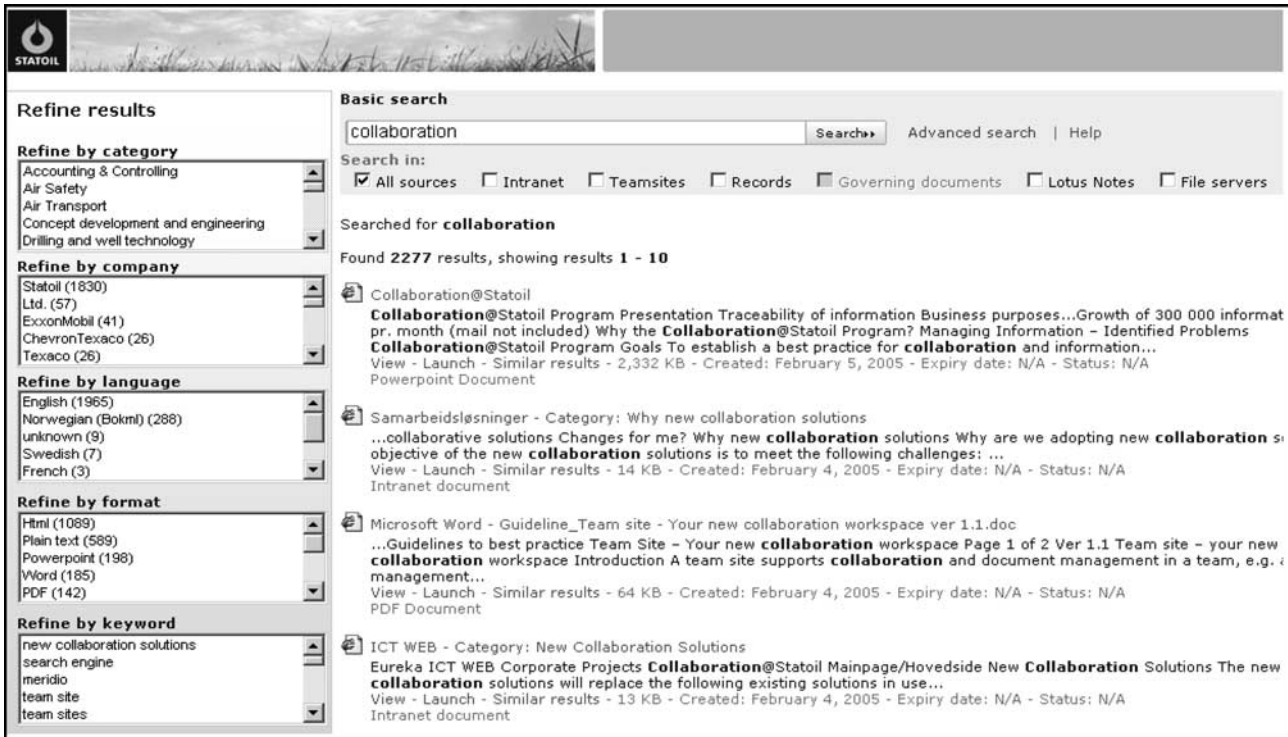 STATOIL
Refine results
Refine by category
Accounting & Controlling
Air Safety
Air Transport
Concept development and engineering
Drilling and well technology
Refine by company
Statoil (1830)
Ltd. (57)
ExxonMobil (41)
ChevronTexaco (26)
Texaco (26)
Refine by language
English (1965)
Norwegian (Bokml) (288)
unknown (9)
Swedish (7)
French (3)
Refine by format
Html (1089)
Plain text (589)
Powerpoint (198)
Word (185)
PDF (142)
Refine by keyword
new collaboration solutions
search engine
meridio
team site
team sites
Basic search
collaboration Search Advanced search | Help
Search in:
All sources Intranet Teamsites Records Governing documents Lotus Notes File servers
Searched for collaboration
Found 2277 results, showing results 1 - 10
Collaboration@Statoil
Collaboration@Statoil Program Presentation Traceability of information Business purposes...Growth of 300 000 informat
pr. month (mail not included) Why the Collaboration@Statoil Program? Managing Information – Identified Problems
Collaboration@Statoil Program Goals To establish a best practice for collaboration and information...
View - Launch - Similar results - 2,332 KB - Created: February 5, 2005 - Expiry date: N/A - Status: N/A
Powerpoint Document
Samarbeidsløsninger - Category: Why new collaboration solutions
...collaborative solutions Changes for me? Why new collaboration solutions Why are we adopting new collaboration
objective of the new collaboration solutions is to meet the following challenges: ...
View - Launch - Similar results - 14 KB - Created: February 4, 2005 - Expiry date: N/A - Status: N/A
Intranet document
Microsoft Word - Guideline_Team site - Your new collaboration workspace ver 1.1.doc
...Guidelines to best practice Team Site – Your new collaboration workspace Page 1 of 2 Ver 1.1 Team site – your new
collaboration workspace Introduction A team site supports collaboration and document management in a team, e.g.
management...
View - Launch - Similar results - 64 KB - Created: February 4, 2005 - Expiry date: N/A - Status: N/A
PDF Document
ICT WEB - Category: New Collaboration Solutions
Eureka ICT WEB Corporate Projects Collaboration@Statoil Mainpage/Hovedside New Collaboration Solutions The new
collaboration solutions will replace the following existing solutions in use...
View - Launch - Similar results - 13 KB - Created: February 4, 2005 - Expiry date: N/A - Status: N/A
Intranet document